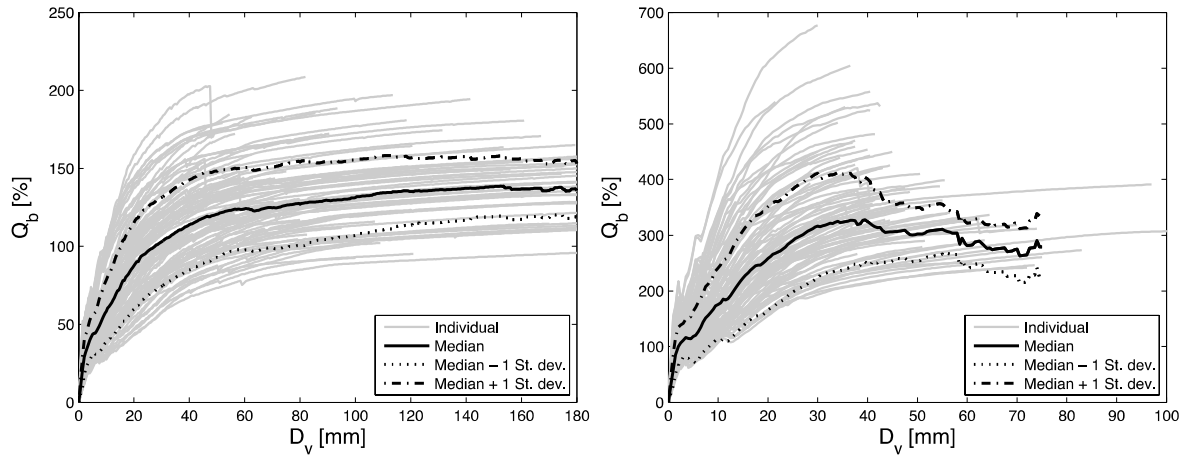 250
200
150
100
50
0
Q_b [%]
0 20 40 60 80 100 120 140 160 180
D_v [mm]
Individual
Median
Median − 1 St. dev.
Median + 1 St. dev.
700
600
500
400
300
200
100
0
Q_b [%]
0 10 20 30 40 50 60 70 80 90 100
D_v [mm]
Individual
Median
Median − 1 St. dev.
Median + 1 St. dev.